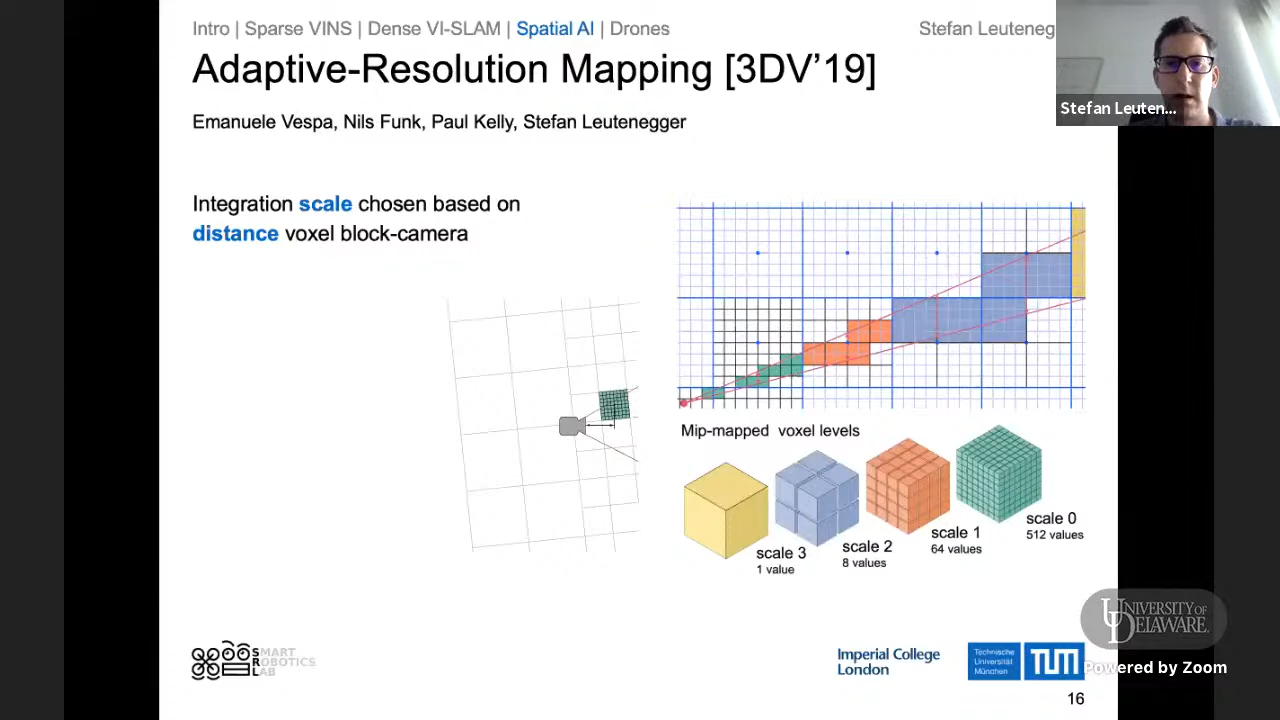 Intro | Sparse VINS | Dense VI-SLAM | Spatial AI | Drones
Stefan Leuteneg
Adaptive-Resolution Mapping [3DV’19]
Stefan Leuten...
Emanuele Vespa, Nils Funk, Paul Kelly, Stefan Leutenegger
Integration scale chosen based on
distance voxel block-camera
Mip-mapped voxel levels
scale 3
1 value
scale 2
8 values
scale 1
64 values
scale 0
512 values
SMART
ROBOTICS
LAB
Imperial College
London
Technische
Universität
München
TUM
UNIVERSITY OF
DELAWARE.
Powered by Zoom
16